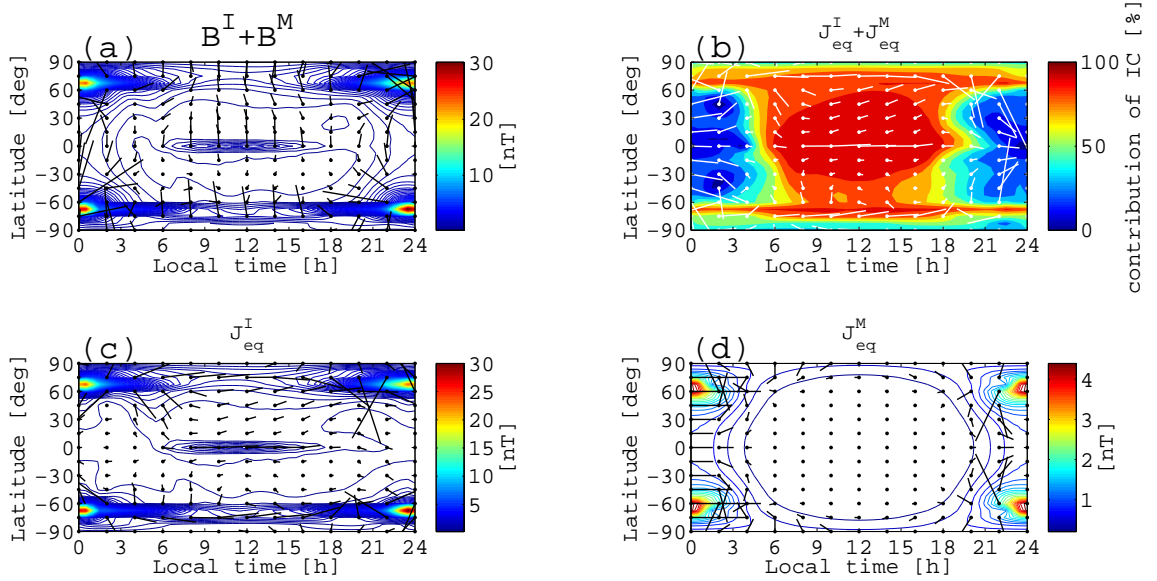 (a) B^I+B^M
Latitude [deg]
90
60
30
0
−30
−60
−90
0 3 6 9 12 15 18 21 24
Local time [h]
30
20
10
[nT]
(b) J_eq^I+J_eq^M
Latitude [deg]
90
60
30
0
−30
−60
−90
0 3 6 9 12 15 18 21 24
Local time [h]
100
50
0
contribution of IC [%]
(c) J_eq^I
Latitude [deg]
90
60
30
0
−30
−60
−90
0 3 6 9 12 15 18 21 24
Local time [h]
30
25
20
15
10
5
[nT]
(d) J_eq^M
Latitude [deg]
90
60
30
0
−30
−60
−90
0 3 6 9 12 15 18 21 24
Local time [h]
4
3
2
1
[nT]